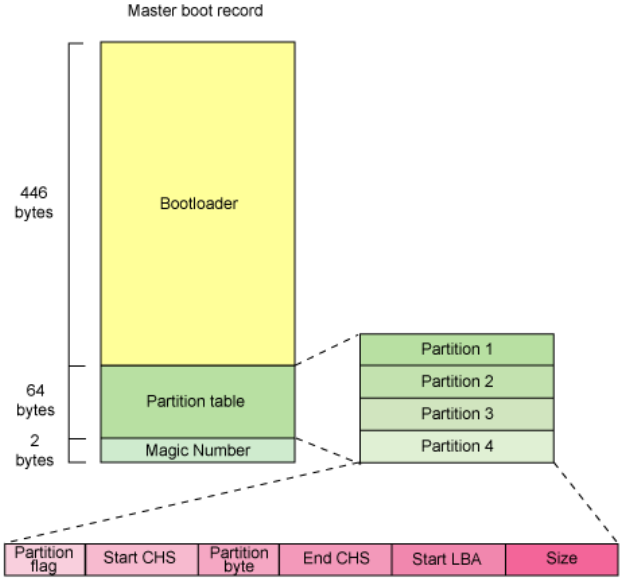 Master boot record
446
bytes
Bootloader
Partition 1
64
bytes
Partition table
Partition 2
Partition 3
2
bytes
Magic Number
Partition 4
Partition
flag
Start CHS
Partition
byte
End CHS
Start LBA
Size